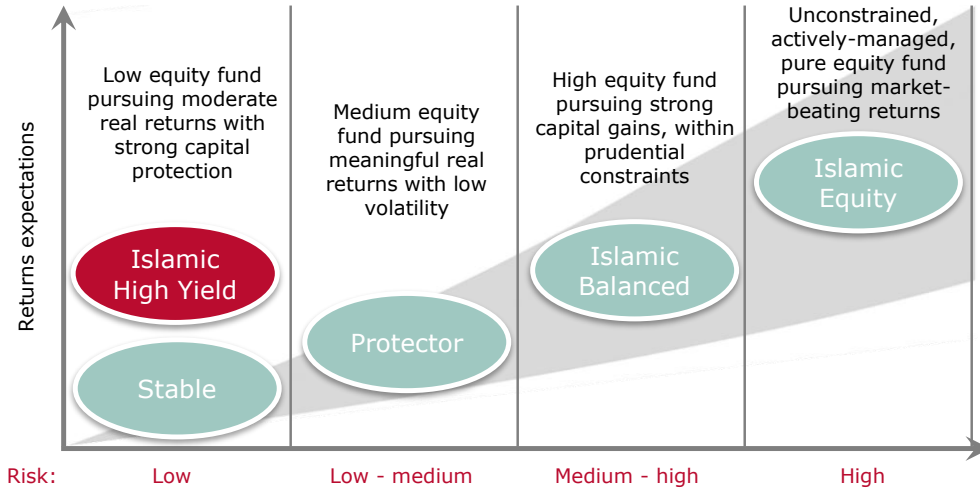 Returns expectations
Low equity fund
pursuing moderate
real returns with
strong capital
protection
Islamic
High Yield
Stable
Medium equity
fund pursuing
meaningful real
returns with low
volatility
Protector
High equity fund
pursuing strong
capital gains, within
prudential
constraints
Islamic
Balanced
Unconstrained,
actively-managed,
pure equity fund
pursuing market-
beating returns
Islamic
Equity
Risk:
Low
Low - medium
Medium - high
High